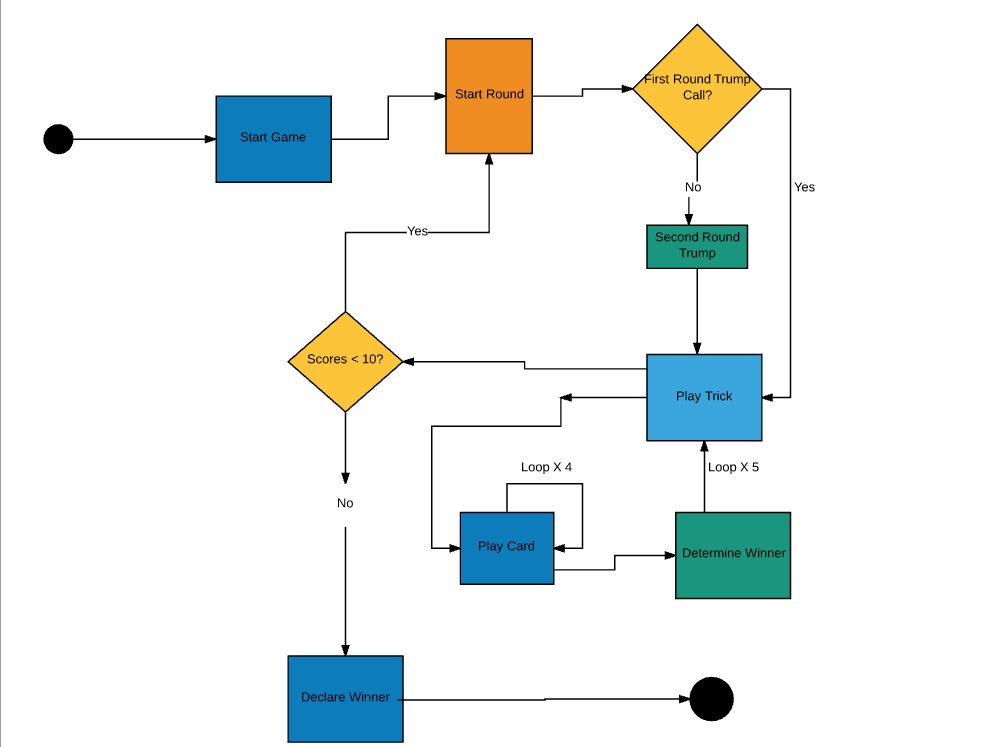 First Round Trump
Call?
Start Round
Start Game
No
Yes
Yes
Second Round
Trump
Scores < 10?
Play Trick
Loop X 4
Loop X 5
No
Play Card
Determine Winner
Declare Winner